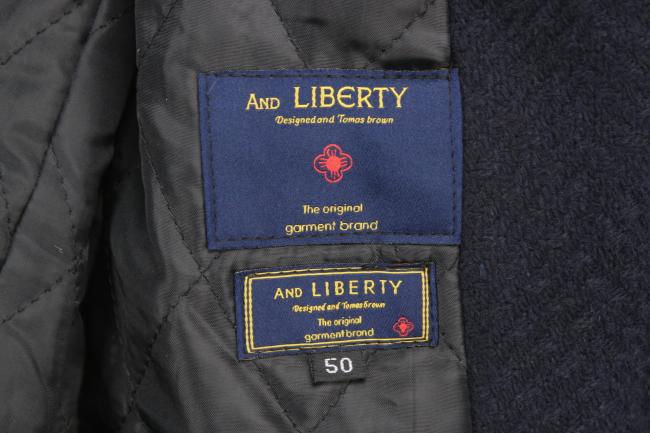 AND LIBERTY
Designed and Tomas brown
The original
garment brand
AND LIBERTY
Designed and Tomas brown
The original
garment brand
50